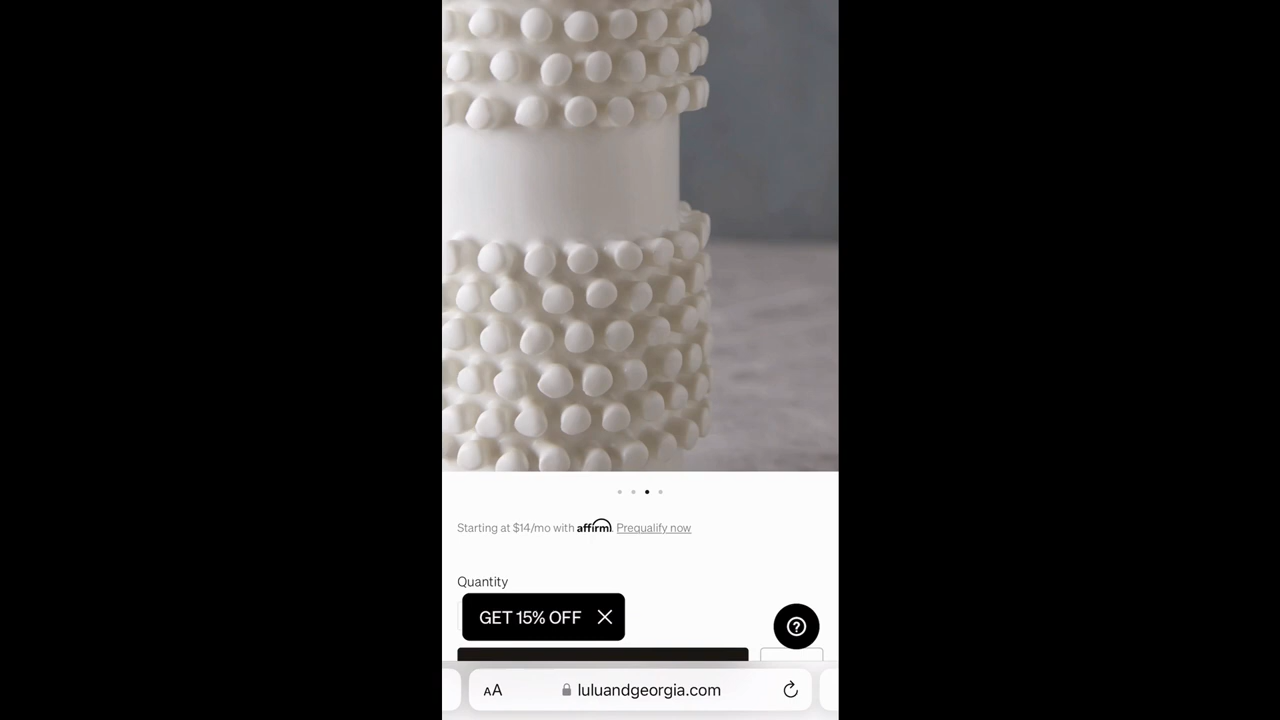 Starting at $14/mo with affirm. Prequalify now
Quantity
GET 15% OFF
AA
luluandgeorgia.com